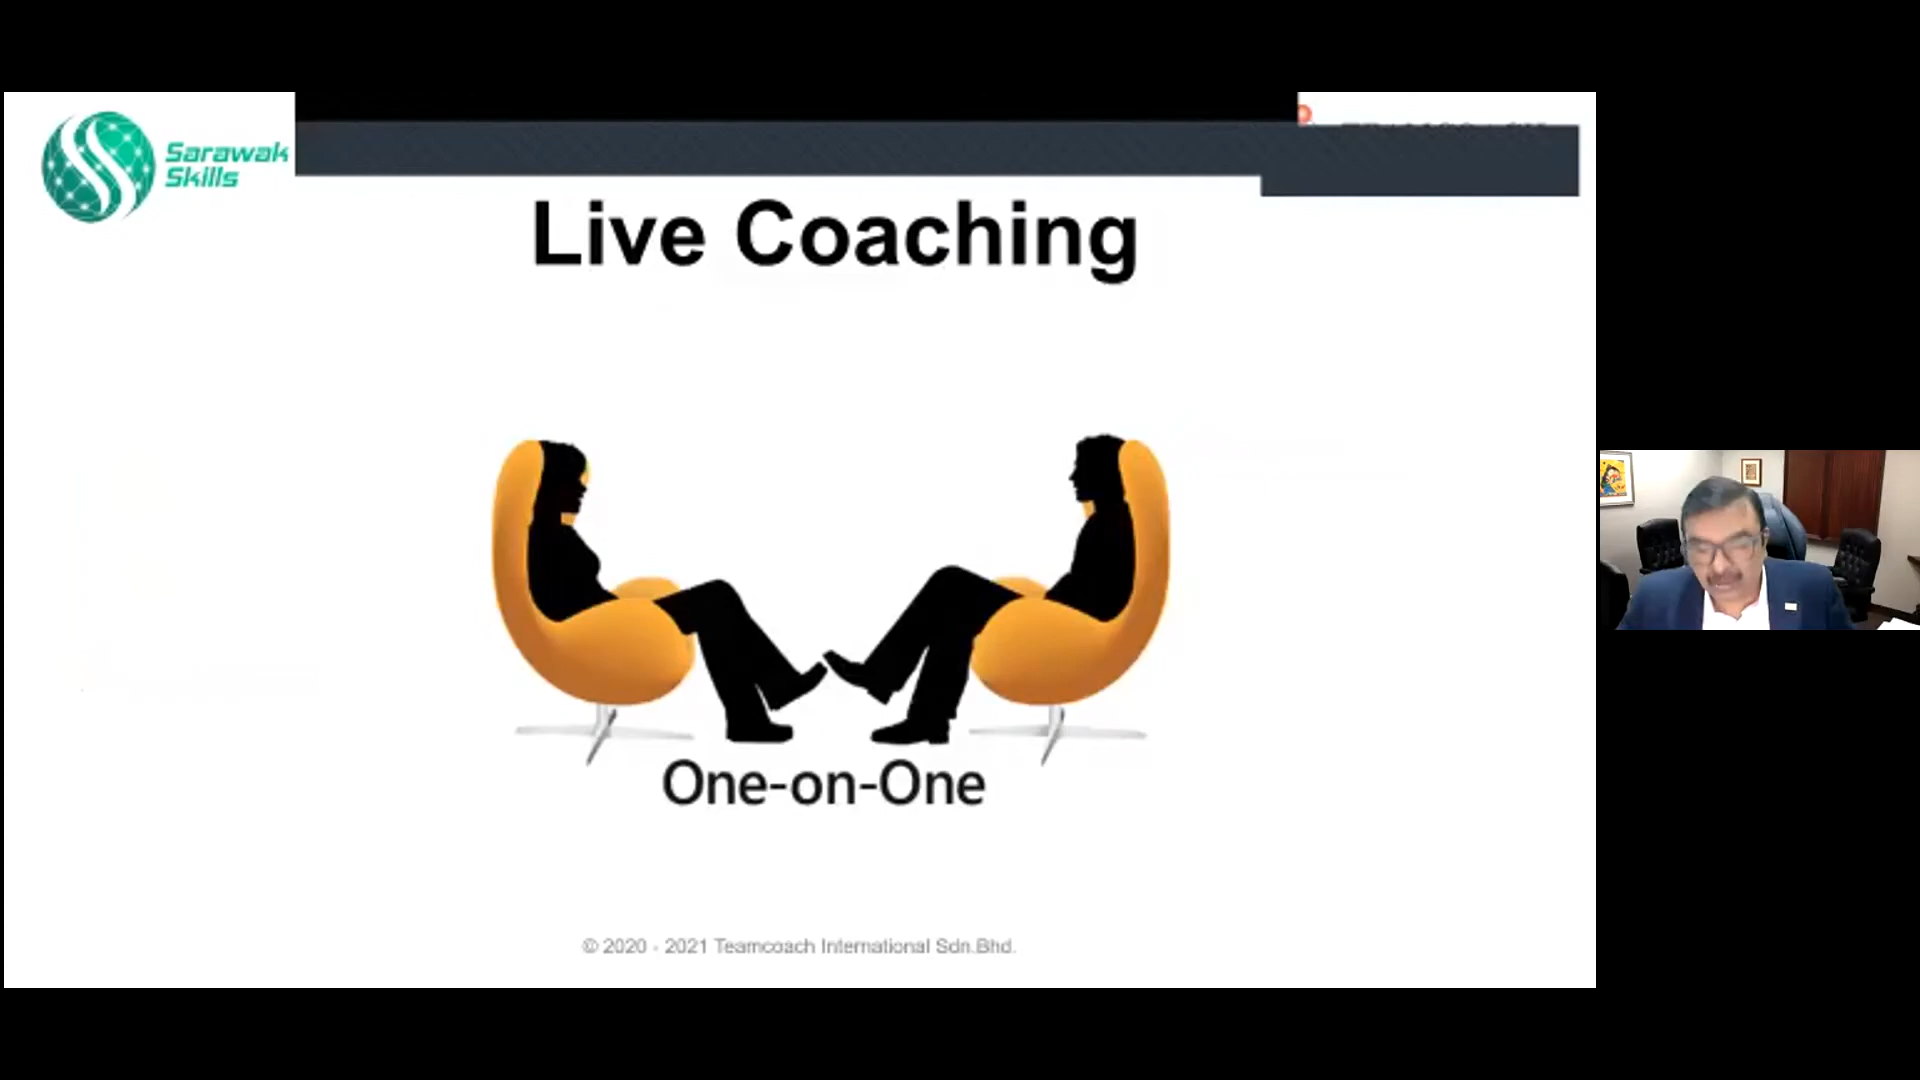 Sarawak
Skills
Live Coaching
One-on-One
© 2020 - 2021 Teamcoach International Sdn.Bhd.